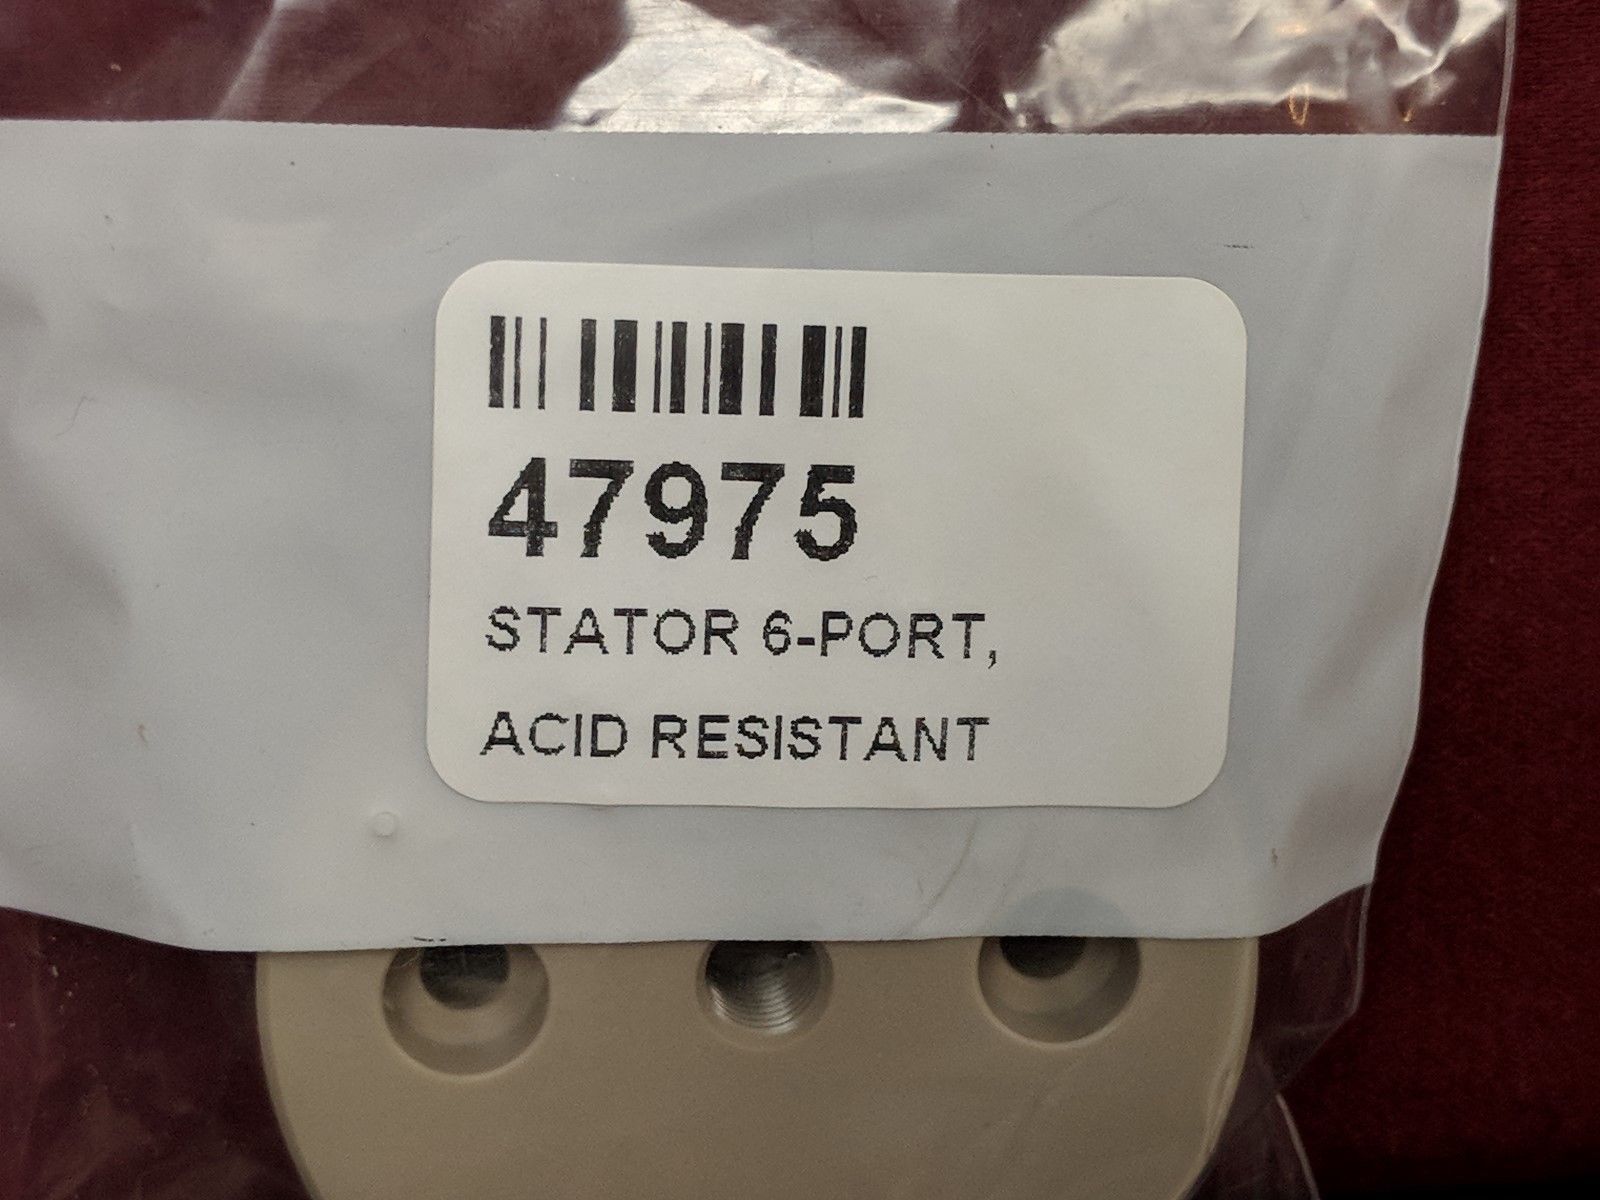 47975
STATOR 6-PORT,
ACID RESISTANT